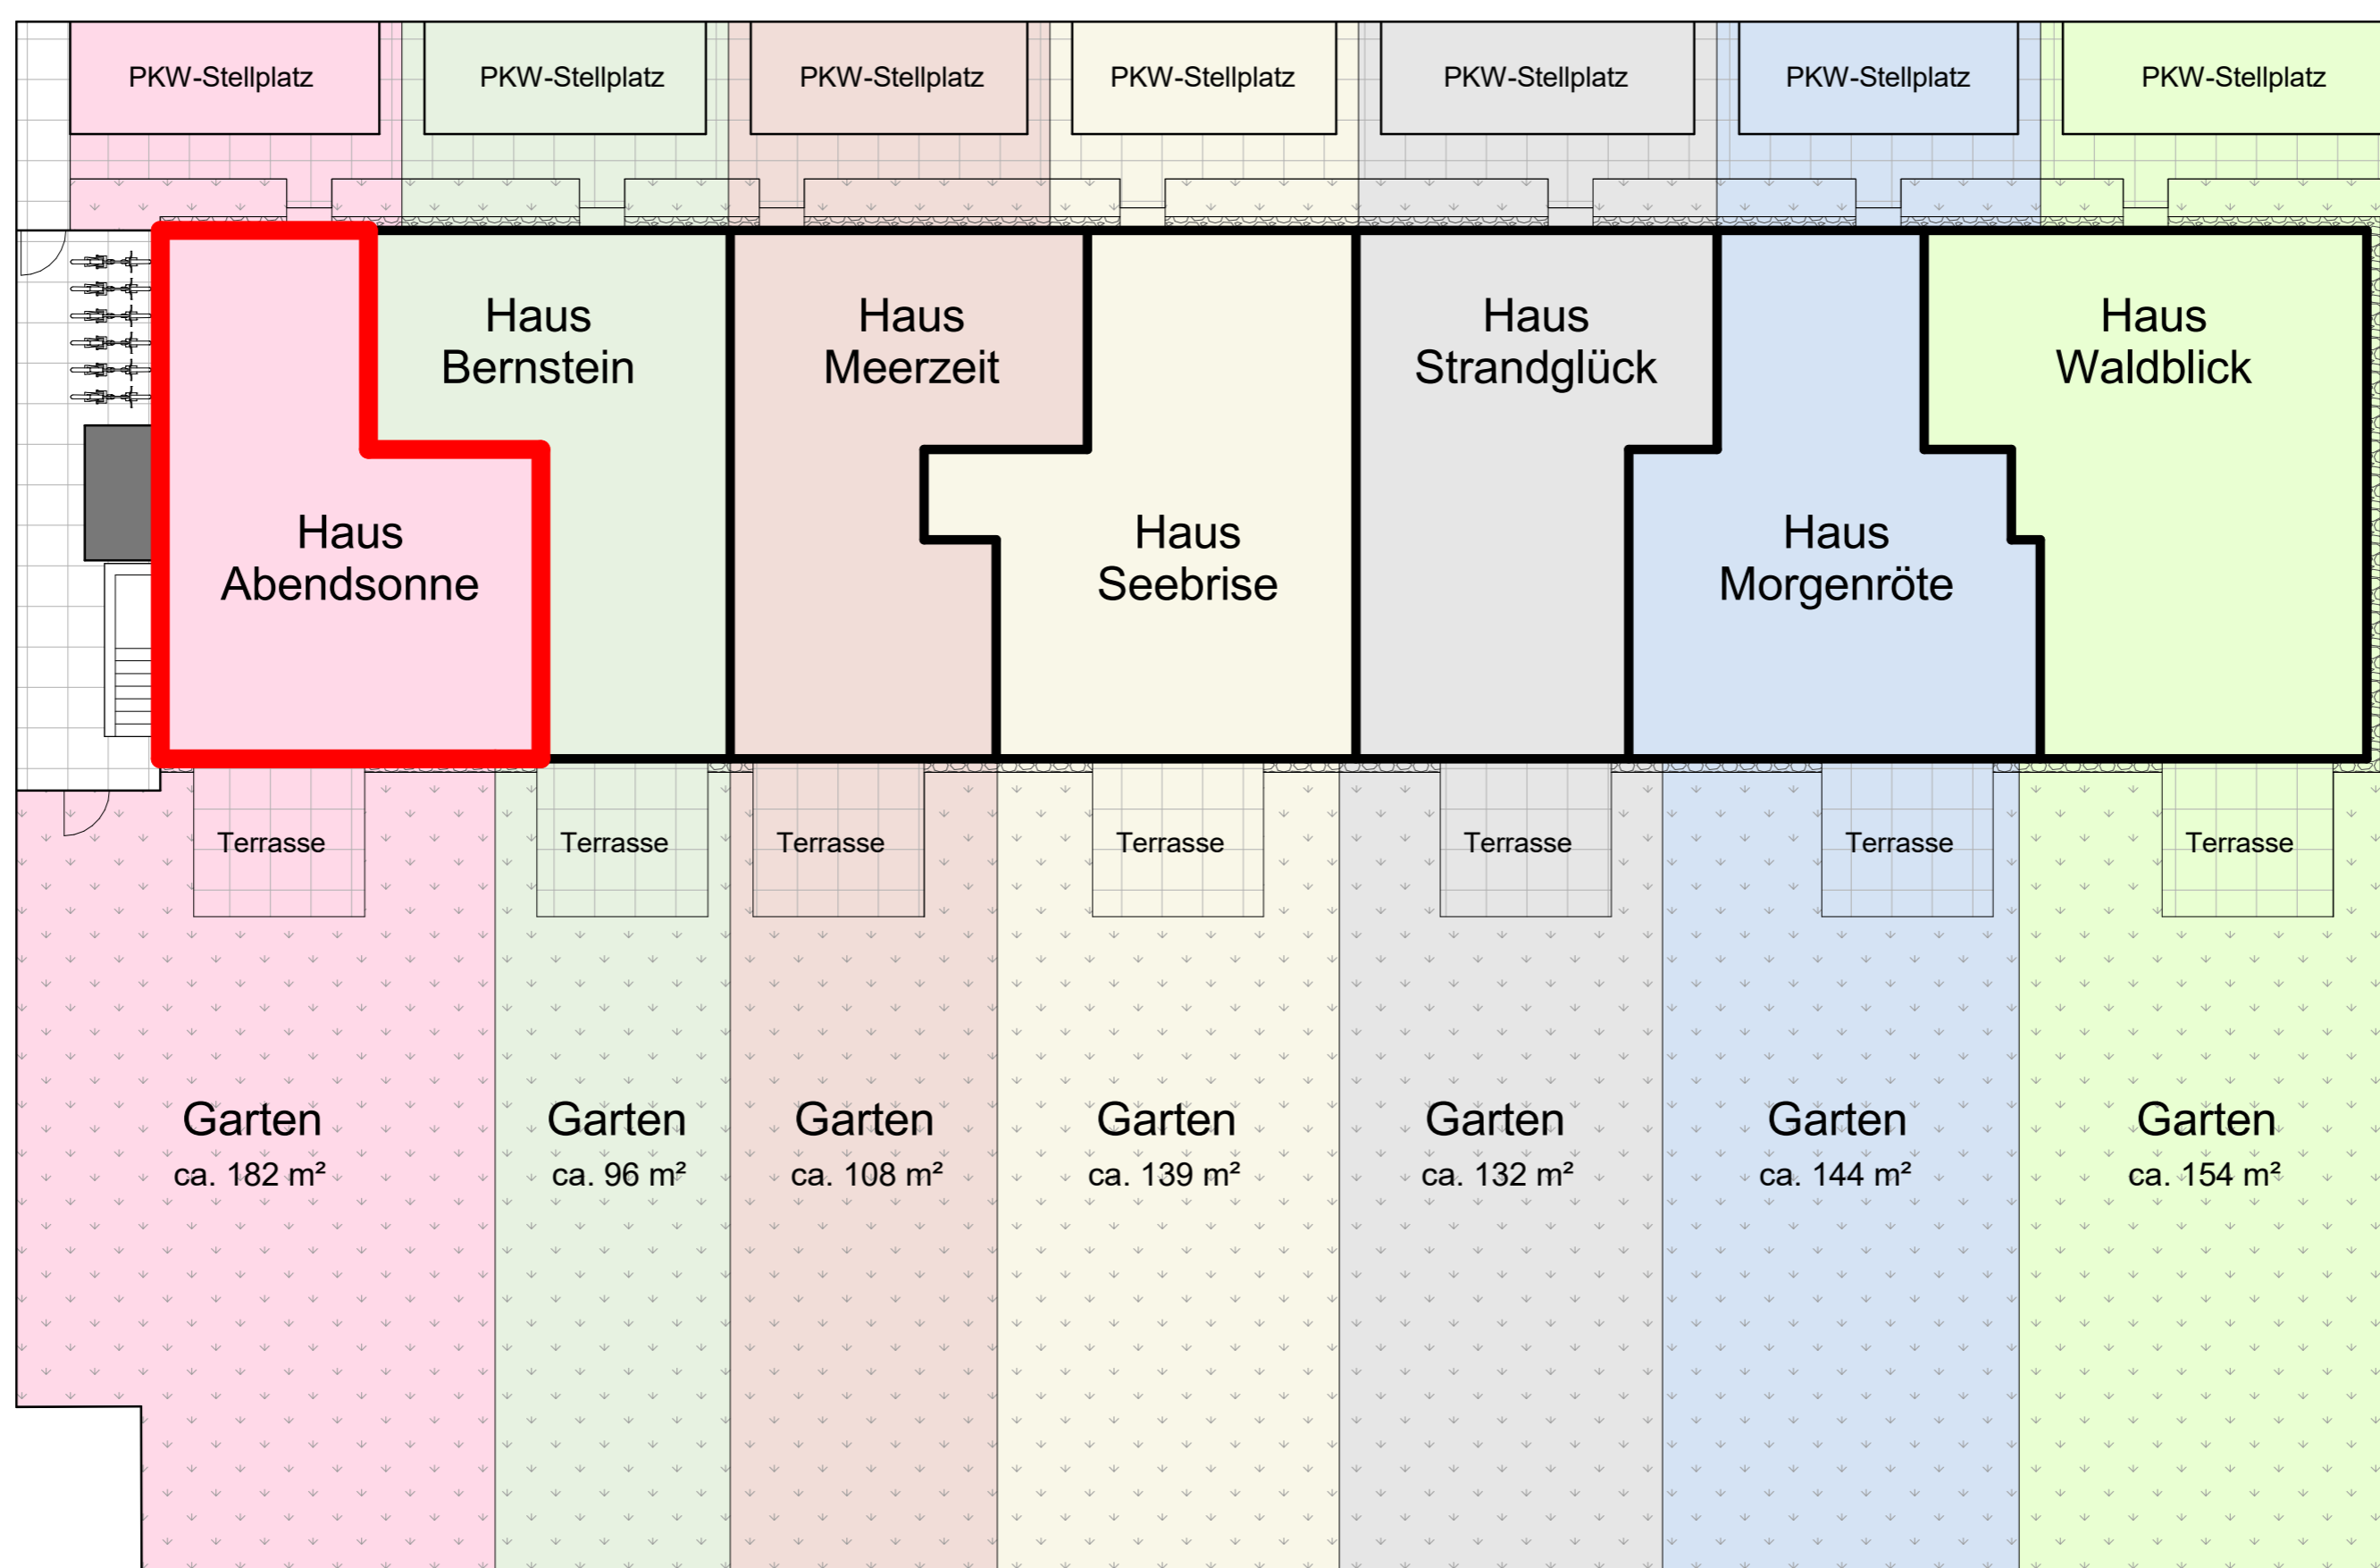 PKW-Stellplatz
PKW-Stellplatz
PKW-Stellplatz
PKW-Stellplatz
PKW-Stellplatz
PKW-Stellplatz
PKW-Stellplatz
Haus
Bernstein
Haus
Meerzeit
Haus
Strandglück
Haus
Waldblick
Haus
Abendsonne
Haus
Seebrise
Haus
Morgenröte
Terrasse
Terrasse
Terrasse
Terrasse
Terrasse
Terrasse
Terrasse
Garten
ca. 182 m²
Garten
ca. 96 m²
Garten
ca. 108 m²
Garten
ca. 139 m²
Garten
ca. 132 m²
Garten
ca. 144 m²
Garten
ca. 154 m²